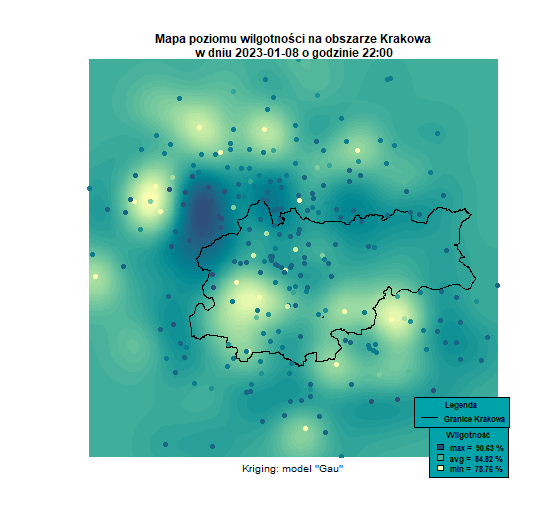 Mapa poziomu wilgotności na obszarze Krakowa
w dniu 2023-01-08 o godzinie 22:00
Legenda
Granice Krakowa
Wilgotność
max = 90.63 %
avg = 84.82 %
min = 78.76 %
Kriging: model "Gau"